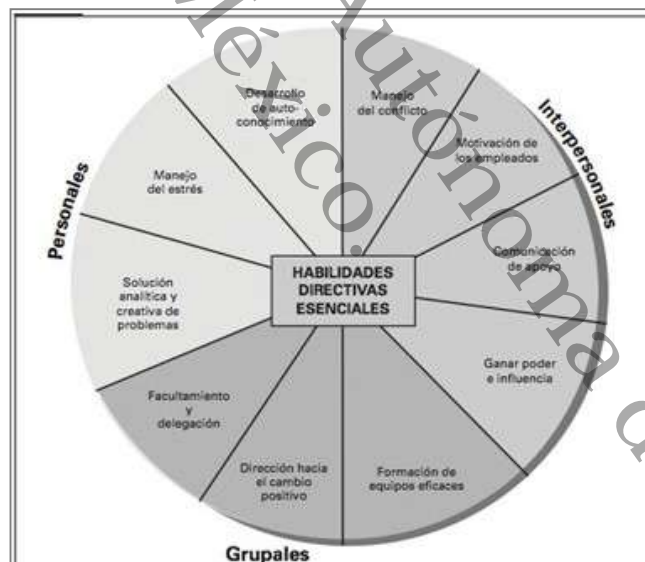 Autónoma d
México.
Personales
Interpersonales
Grupales
HABILIDADES
DIRECTIVAS
ESENCIALES
Desarrollo
de auto-
conocimiento
Manejo
del conflicto
Motivación de
los empleados
Comunicación
de apoyo
Ganar poder
e influencia
Formación de
equipos eficaces
Dirección hacia
el cambio
positivo
Facultamiento
y
delegación
Solución
analítica y
creativa de
problemas
Manejo
del estrés